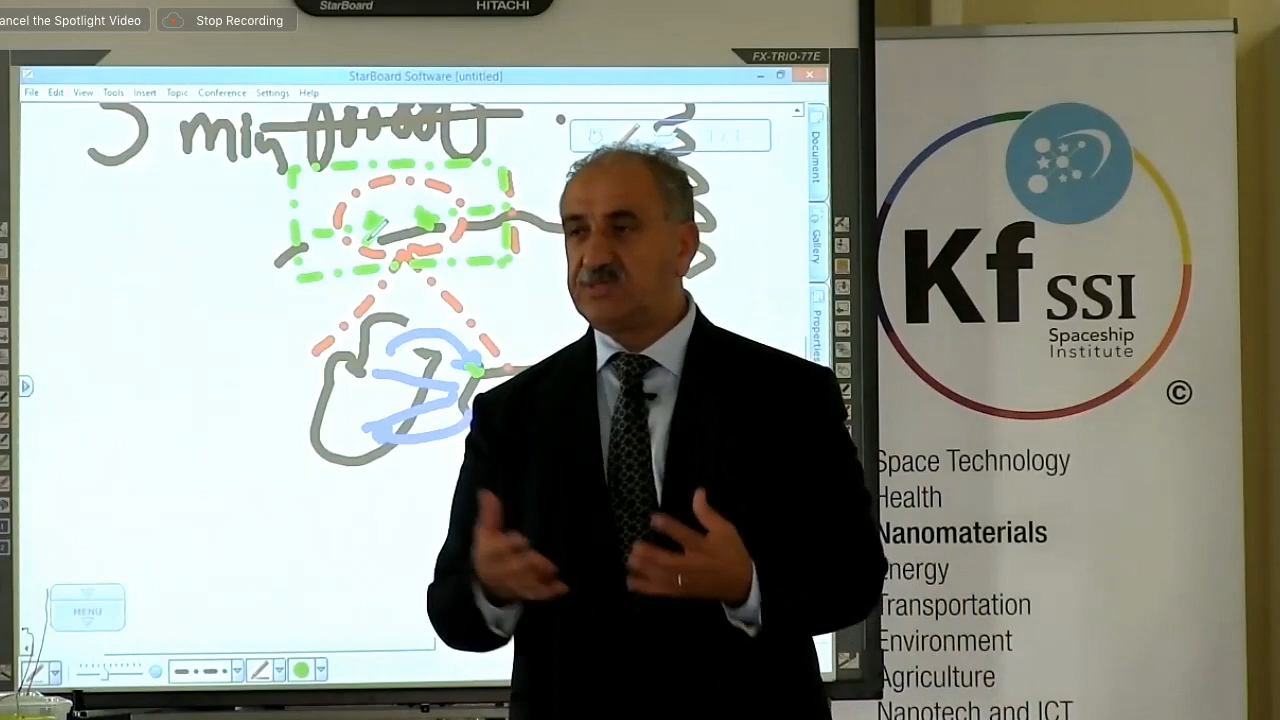 ancel the Spotlight Video
Stop Recording
StarBoard
HITACHI
FX-TRIO-77E
StarBoard Software [untitled]
File Edit View Tools Insert Topic Conference Settings Help
Document
Gallery
Properties
MENU
Kf SSI
Spaceship
Institute
©
Space Technology
Health
Nanomaterials
Energy
Transportation
Environment
Agriculture
Nanotech and ICT